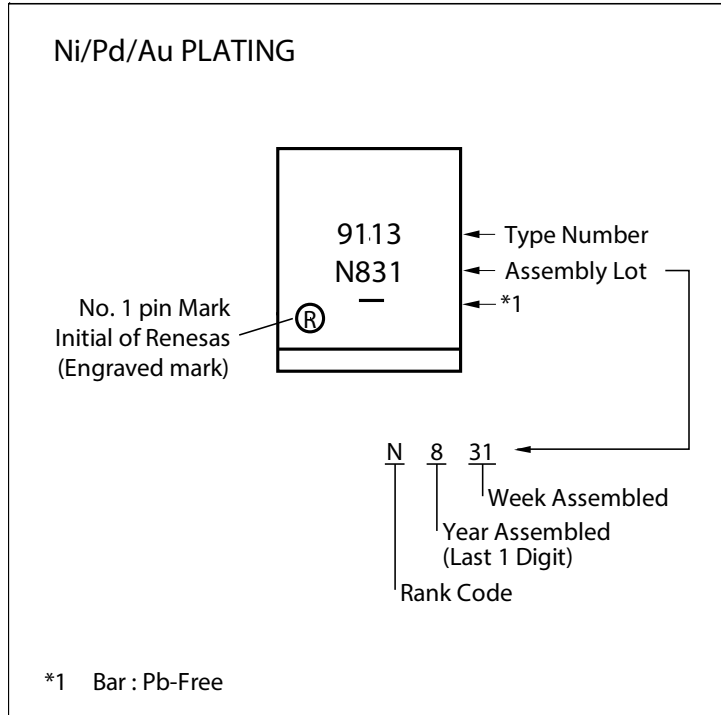 Ni/Pd/Au PLATING
9113
N831
Type Number
Assembly Lot
*1
No. 1 pin Mark
Initial of Renesas
(Engraved mark)
R
N 8 31
Week Assembled
Year Assembled
(Last 1 Digit)
Rank Code
*1 Bar : Pb-Free